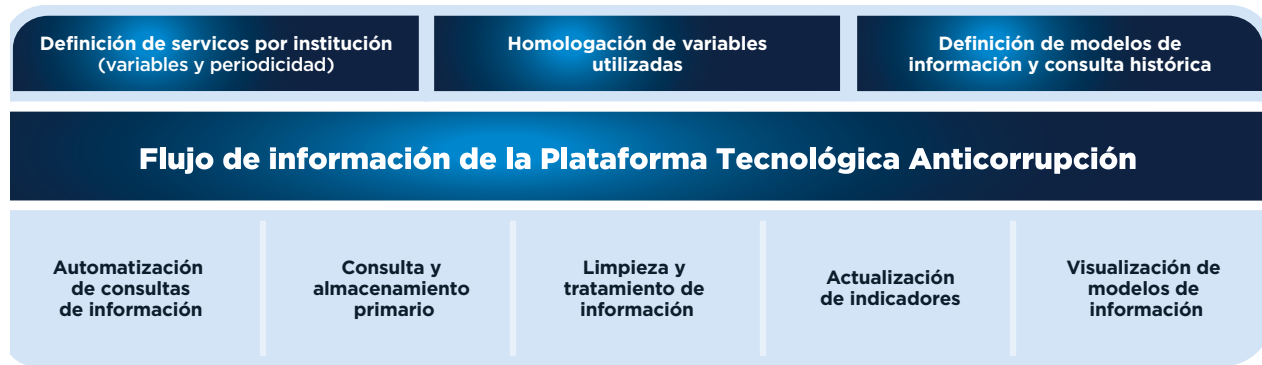 Definición de servicos por institución
(variables y periodicidad)
Homologación de variables
utilizadas
Definición de modelos de
información y consulta histórica
Flujo de información de la Plataforma Tecnológica Anticorrupción
Automatización
de consultas
de información
Consulta y
almacenamiento
primario
Limpieza y
tratamiento de
información
Actualización
de indicadores
Visualización de
modelos de
información